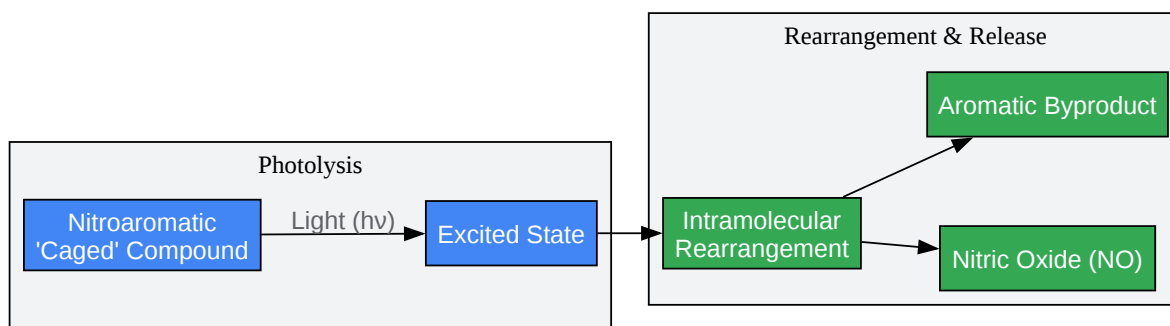 Photolysis
Nitroaromatic
'Caged' Compound
Light (hν)
Excited State
Rearrangement & Release
Intramolecular
Rearrangement
Aromatic Byproduct
Nitric Oxide (NO)